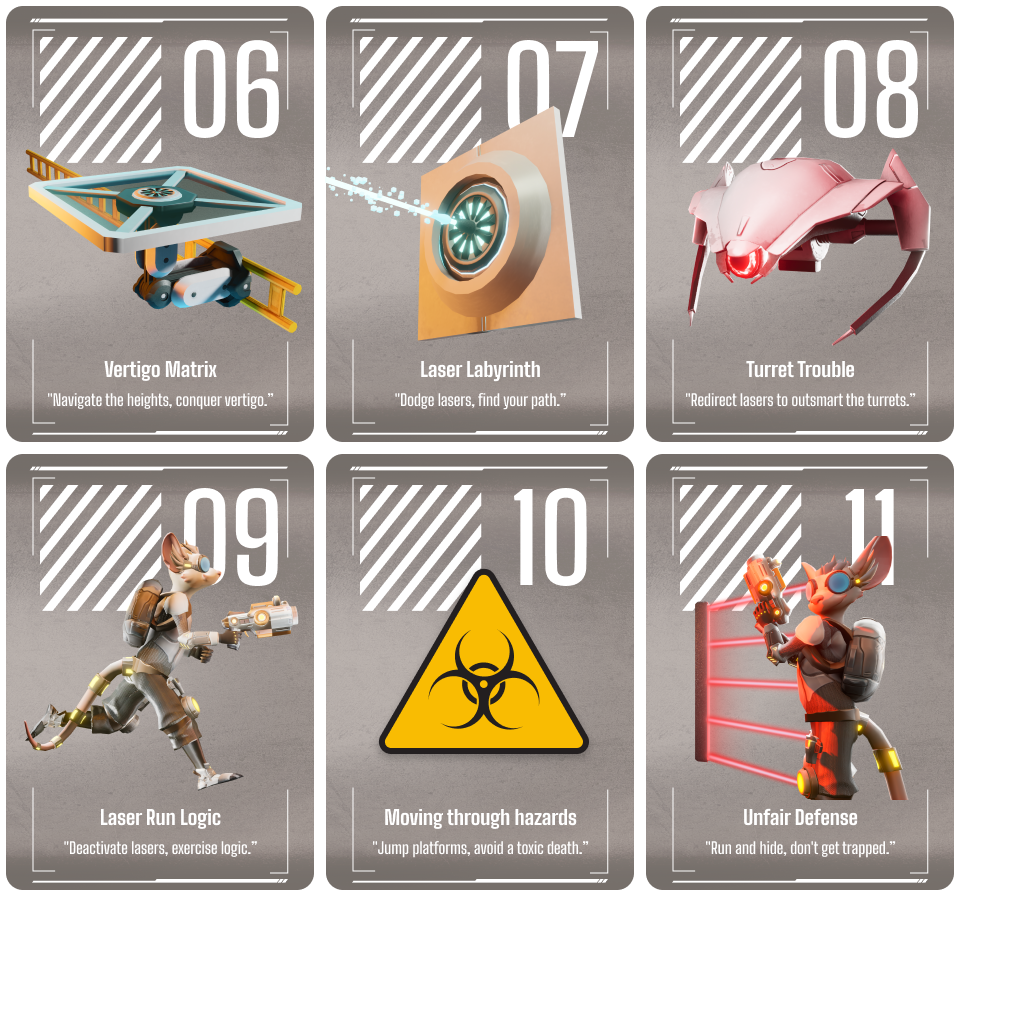 06
Vertigo Matrix
"Navigate the heights, conquer vertigo.”
07
Laser Labyrinth
"Dodge lasers, find your path.”
08
Turret Trouble
"Redirect lasers to outsmart the turrets.”
09
Laser Run Logic
"Deactivate lasers, exercise logic.”
10
Moving through hazards
"Jump platforms, avoid a toxic death.”
11
Unfair Defense
"Run and hide, don't get trapped.”